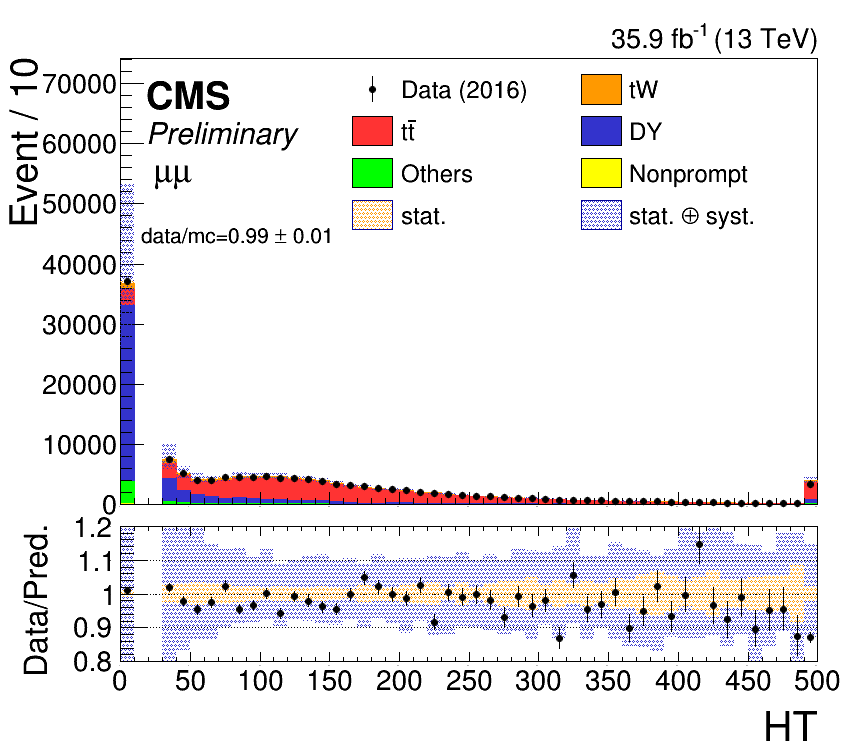 35.9 fb⁻¹ (13 TeV)
Event / 10
70000
60000
50000
40000
30000
20000
10000
0
CMS
Preliminary
μμ
data/mc=0.99 ± 0.01
Data (2016)
tW
tt̄
DY
Others
Nonprompt
stat.
stat. ⊕ syst.
Data/Pred.
1.2
1.1
1
0.9
0.8
0 50 100 150 200 250 300 350 400 450 500
HT